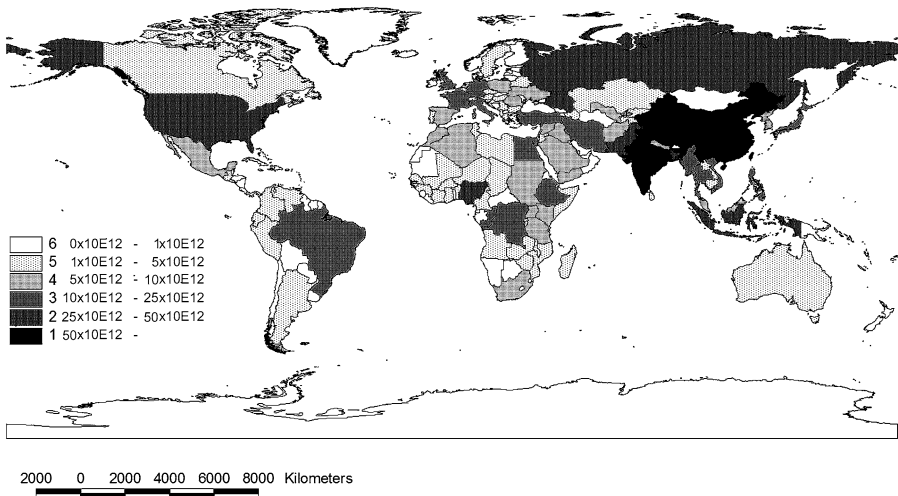 6 0x10E12 - 1x10E12
5 1x10E12 - 5x10E12
4 5x10E12 - 10x10E12
3 10x10E12 - 25x10E12
2 25x10E12 - 50x10E12
1 50x10E12 -
2000 0 2000 4000 6000 8000 Kilometers